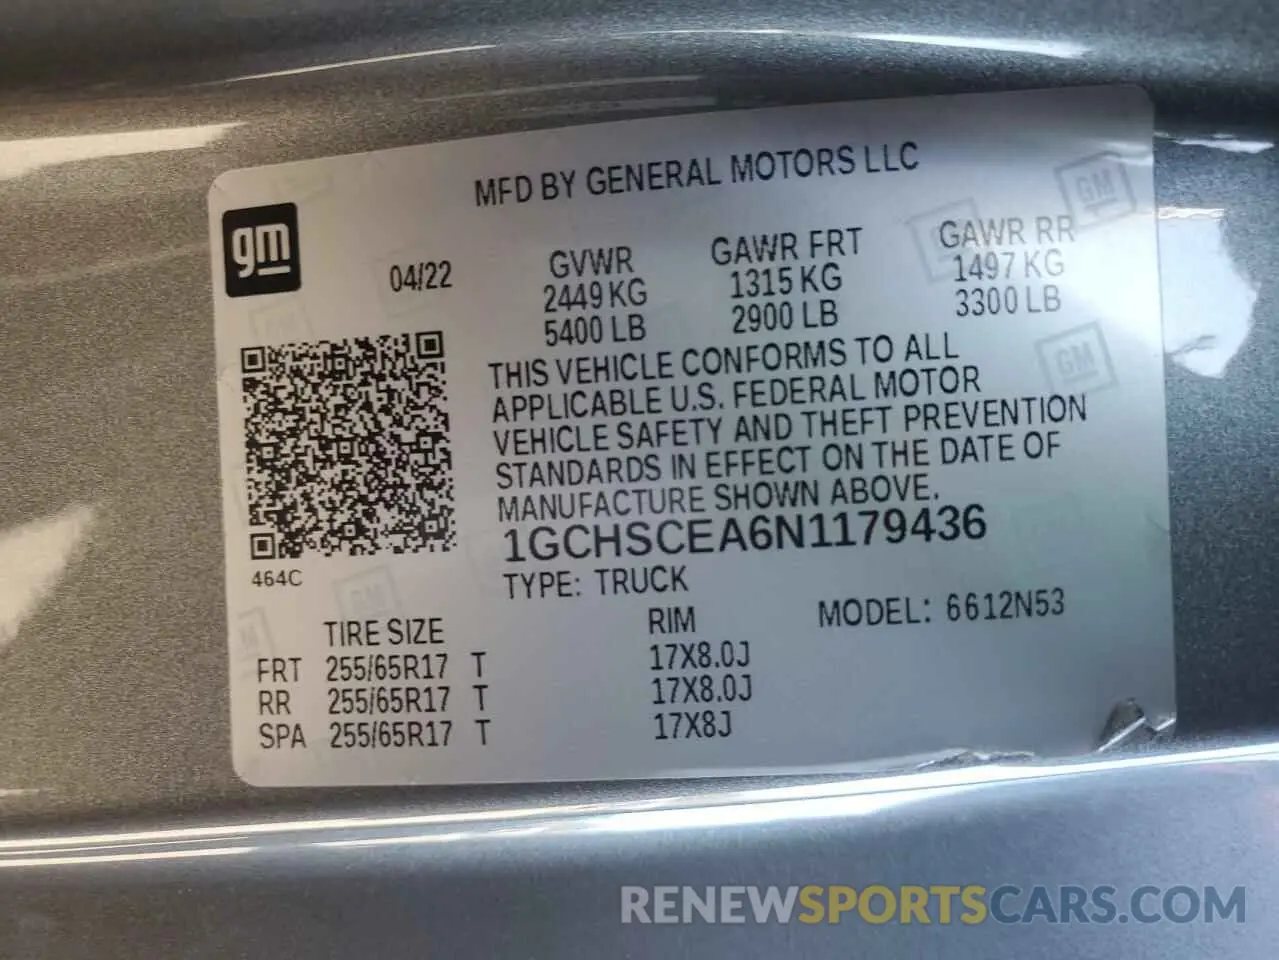 MFD BY GENERAL MOTORS LLC
gm
04/22
GVWR
2449 KG
5400 LB
GAWR FRT
1315 KG
2900 LB
GAWR RR
1497 KG
3300 LB
THIS VEHICLE CONFORMS TO ALL
APPLICABLE U.S. FEDERAL MOTOR
VEHICLE SAFETY AND THEFT PREVENTION
STANDARDS IN EFFECT ON THE DATE OF
MANUFACTURE SHOWN ABOVE.
1GCHSCEA6N1179436
464C
TYPE: TRUCK
MODEL: 6612N53
TIRE SIZE RIM
FRT 255/65R17 T 17X8.0J
RR 255/65R17 T 17X8.0J
SPA 255/65R17 T 17X8J
GM
GM
RENEWSPORTSCARS.COM